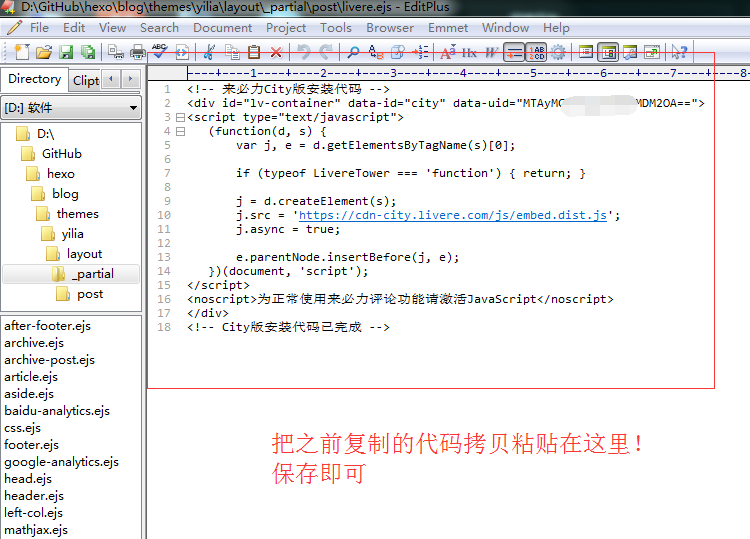 D:\GitHub\hexo\blog\themes\yilia\layout\_partial\post\livere.ejs - EditPlus
File Edit View Search Document Project Tools Browser Emmet Window Help
Directory Clipt
[D:] 软件
D:\
GitHub
hexo
blog
themes
yilia
layout
_partial
post
after-footer.ejs
archive.ejs
archive-post.ejs
article.ejs
aside.ejs
baidu-analytics.ejs
css.ejs
footer.ejs
google-analytics.ejs
head.ejs
header.ejs
left-col.ejs
mathjax.ejs
----+----1----+----2----+----3----+----4----+----5----+----6----+----7----+----8-
1 <!-- 来必力City版安装代码 -->
2 <div id="lv-container" data-id="city" data-uid="MTAyMC MDM2OA==">
3 <script type="text/javascript">
4 (function(d, s) {
5 var j, e = d.getElementsByTagName(s)[0];
6
7 if (typeof LivereTower === 'function') { return; }
8
9 j = d.createElement(s);
10 j.src = 'https://cdn-city.livere.com/js/embed.dist.js';
11 j.async = true;
12
13 e.parentNode.insertBefore(j, e);
14 })(document, 'script');
15 </script>
16 <noscript>为正常使用来必力评论功能请激活JavaScript</noscript>
17 </div>
18 <!-- City版安装代码已完成 -->
把之前复制的代码拷贝粘贴在这里！
保存即可